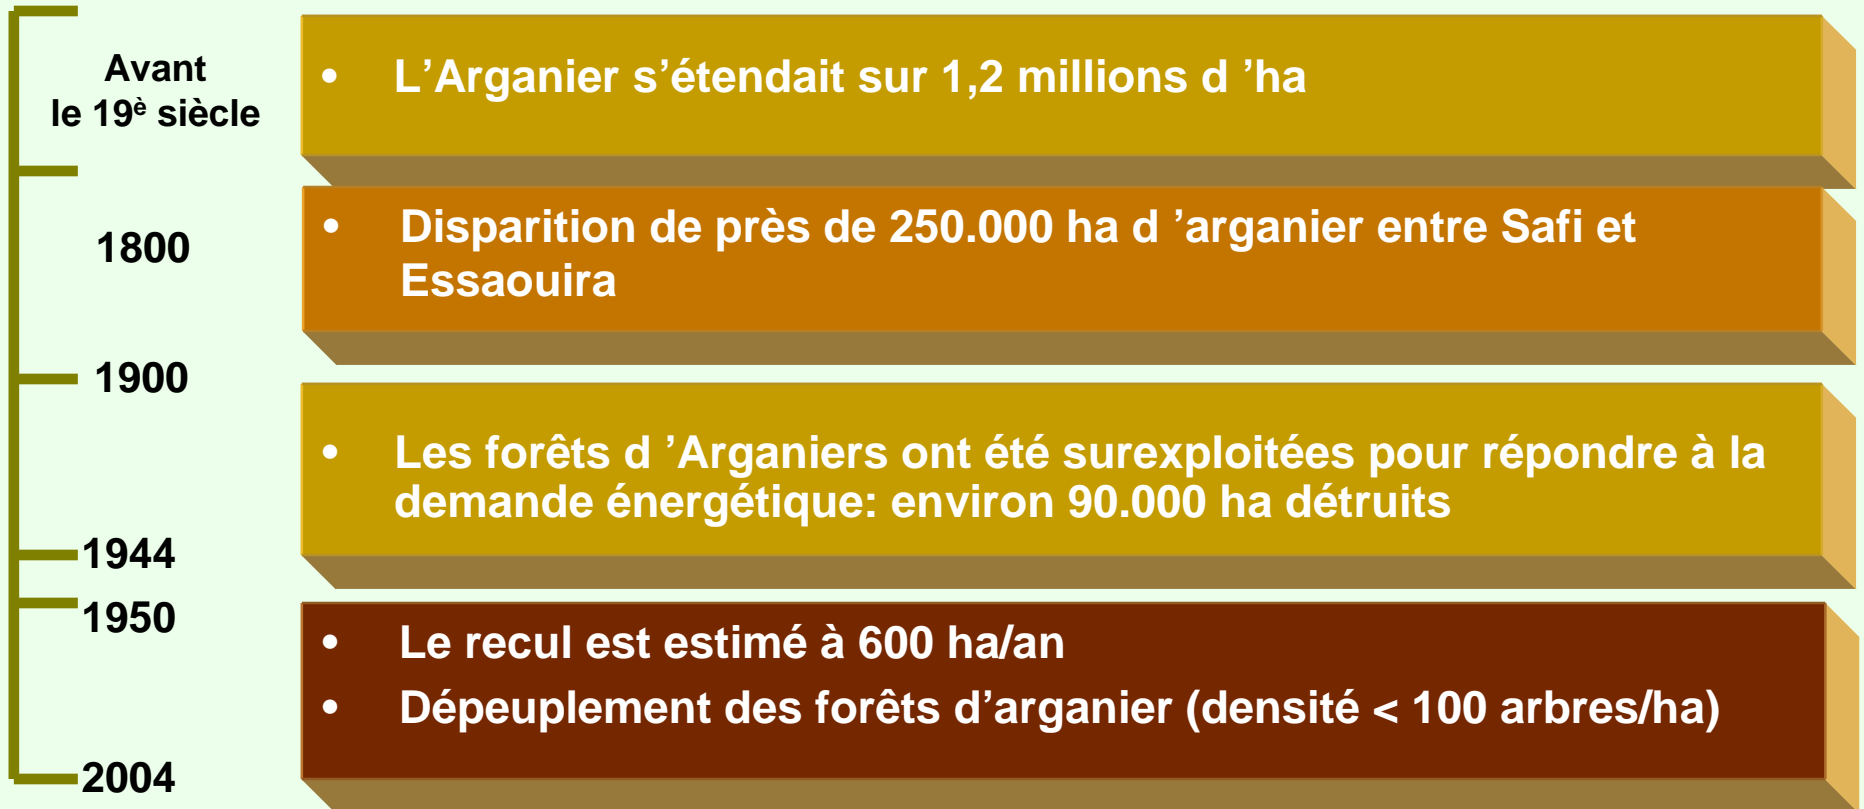 Avant
le 19è siècle
• L’Arganier s’étendait sur 1,2 millions d ’ha
1800
• Disparition de près de 250.000 ha d ’arganier entre Safi et
Essaouira
1900
• Les forêts d ’Arganiers ont été surexploitées pour répondre à la
demande énergétique: environ 90.000 ha détruits
1944
1950
• Le recul est estimé à 600 ha/an
• Dépeuplement des forêts d’arganier (densité < 100 arbres/ha)
2004